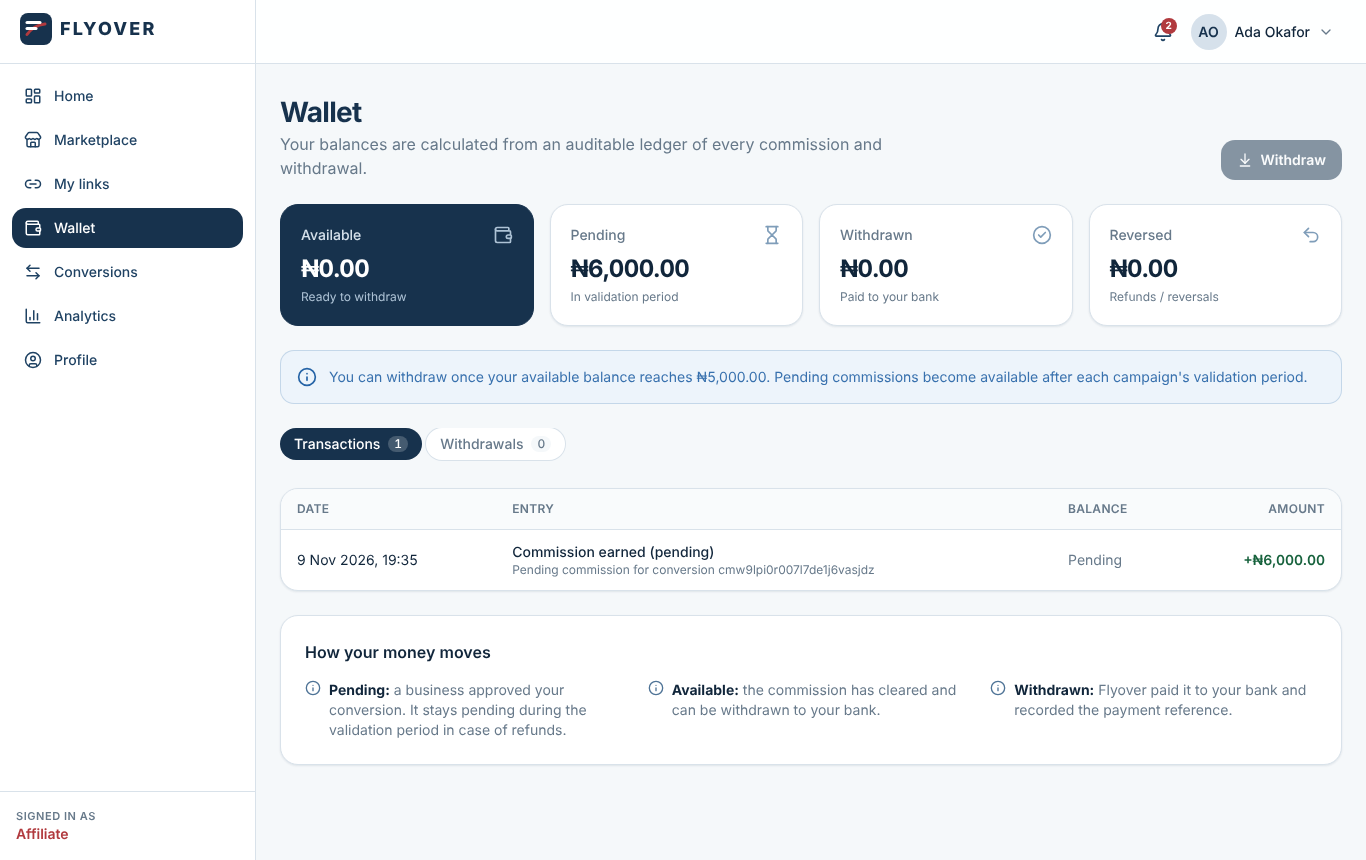 FLYOVER
2
AO
Ada Okafor
Home
Marketplace
My links
Wallet
Conversions
Analytics
Profile
SIGNED IN AS
Affiliate
Wallet
Your balances are calculated from an auditable ledger of every commission and
withdrawal.
Withdraw
Available
₦0.00
Ready to withdraw
Pending
₦6,000.00
In validation period
Withdrawn
₦0.00
Paid to your bank
Reversed
₦0.00
Refunds / reversals
You can withdraw once your available balance reaches ₦5,000.00. Pending commissions become available after each campaign's validation period.
Transactions 1
Withdrawals 0
DATE ENTRY BALANCE AMOUNT
9 Nov 2026, 19:35
Commission earned (pending)
Pending commission for conversion cmw9lpi0r007l7de1j6vasjdz
Pending
+₦6,000.00
How your money moves
Pending: a business approved your
conversion. It stays pending during the
validation period in case of refunds.
Available: the commission has cleared and
can be withdrawn to your bank.
Withdrawn: Flyover paid it to your bank and
recorded the payment reference.